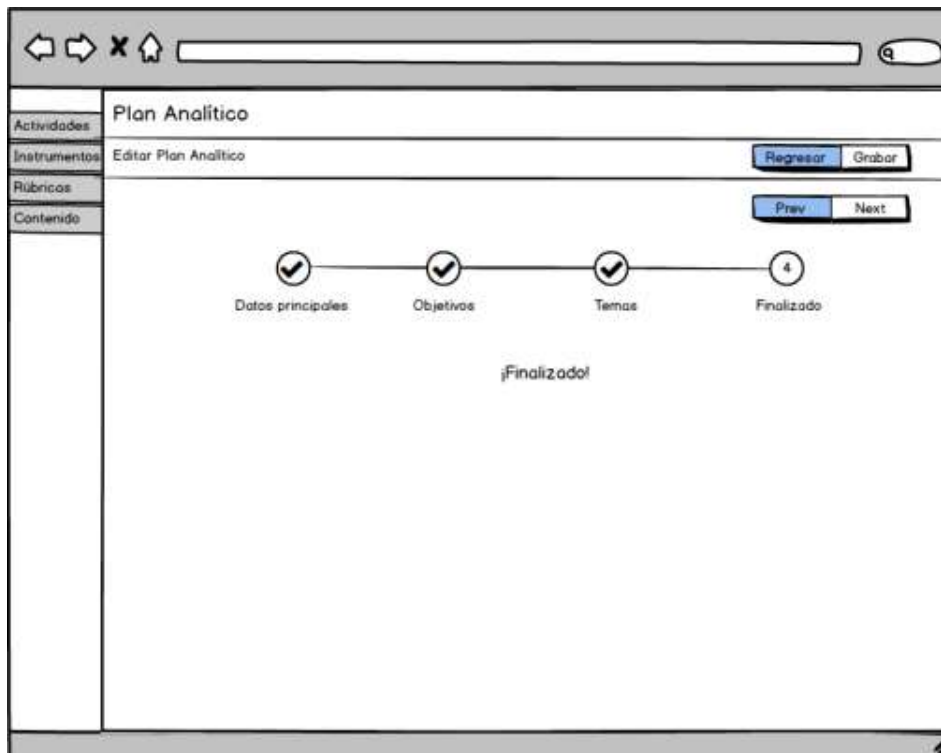 Plan Analítico
Actividades
Editar Plan Analítico
Regresar Grabar
Instrumentos
Rúbricas
Contenido
Prev Next
4
Datos principales Objetivos Temas Finalizado
¡Finalizado!